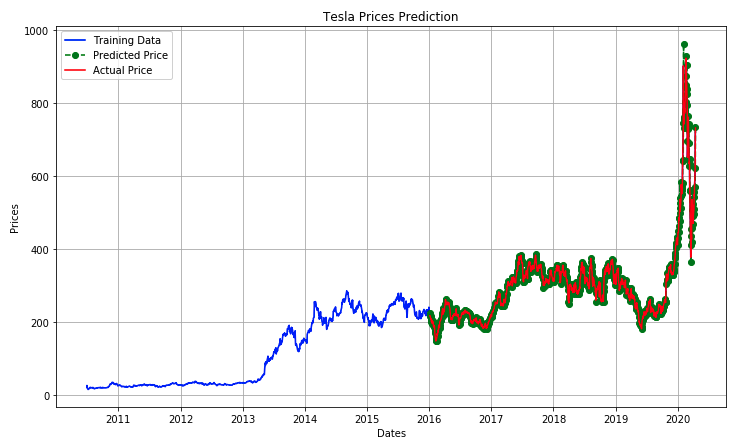 Tesla Prices Prediction
Training Data
Predicted Price
Actual Price
1000
800
600
400
200
0
Prices
2011 2012 2013 2014 2015 2016 2017 2018 2019 2020
Dates